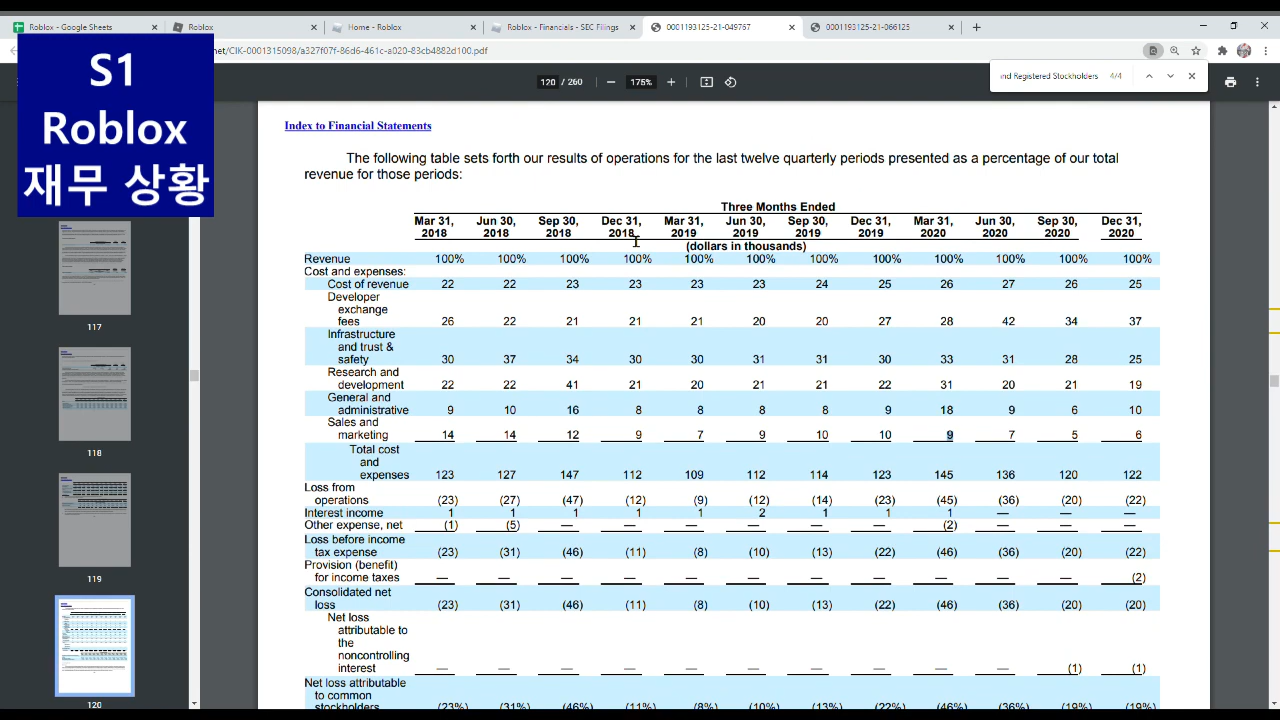 Roblox - Google Sheets
Roblox
Home - Roblox
Roblox - Financials - SEC Filings
0001193125-21-049767
0001193125-21-066125
net/CIK-0001315098/a327f07f-86d6-461c-a020-83cb4882d100.pdf
S1
Roblox
재무 상황
120 / 260
175%
nd Registered Stockholders 4/4
Index to Financial Statements
The following table sets forth our results of operations for the last twelve quarterly periods presented as a percentage of our total
revenue for those periods:
Three Months Ended
Mar 31, Jun 30, Sep 30, Dec 31, Mar 31, Jun 30, Sep 30, Dec 31, Mar 31, Jun 30, Sep 30, Dec 31,
2018 2018 2018 2018 2019 2019 2019 2019 2020 2020 2020 2020
(dollars in thousands)
Revenue 100% 100% 100% 100% 100% 100% 100% 100% 100% 100% 100% 100%
Cost and expenses:
Cost of revenue 22 22 23 23 23 23 24 25 26 27 26 25
Developer
exchange
fees 26 22 21 21 21 20 20 27 28 42 34 37
Infrastructure
and trust &
safety 30 37 34 30 30 31 31 30 33 31 28 25
Research and
development 22 22 41 21 20 21 21 22 31 20 21 19
General and
administrative 9 10 16 8 8 8 8 9 18 9 6 10
Sales and
marketing 14 14 12 9 7 9 10 10 9 7 5 6
Total cost
and
expenses 123 127 147 112 109 112 114 123 145 136 120 122
Loss from
operations (23) (27) (47) (12) (9) (12) (14) (23) (45) (36) (20) (22)
Interest income 1 1 1 1 1 2 1 1 1 — — —
Other expense, net (1) (5) — — — — — — (2) — — —
Loss before income
tax expense (23) (31) (46) (11) (8) (10) (13) (22) (46) (36) (20) (22)
Provision (benefit)
for income taxes — — — — — — — — — — — (2)
Consolidated net
loss (23) (31) (46) (11) (8) (10) (13) (22) (46) (36) (20) (20)
Net loss
attributable to
the
noncontrolling
interest — — — — — — — — — — (1) (1)
Net loss attributable
to common
stockholders (23%) (31%) (46%) (11%) (8%) (10%) (13%) (22%) (46%) (36%) (19%) (19%)
117
118
119
120